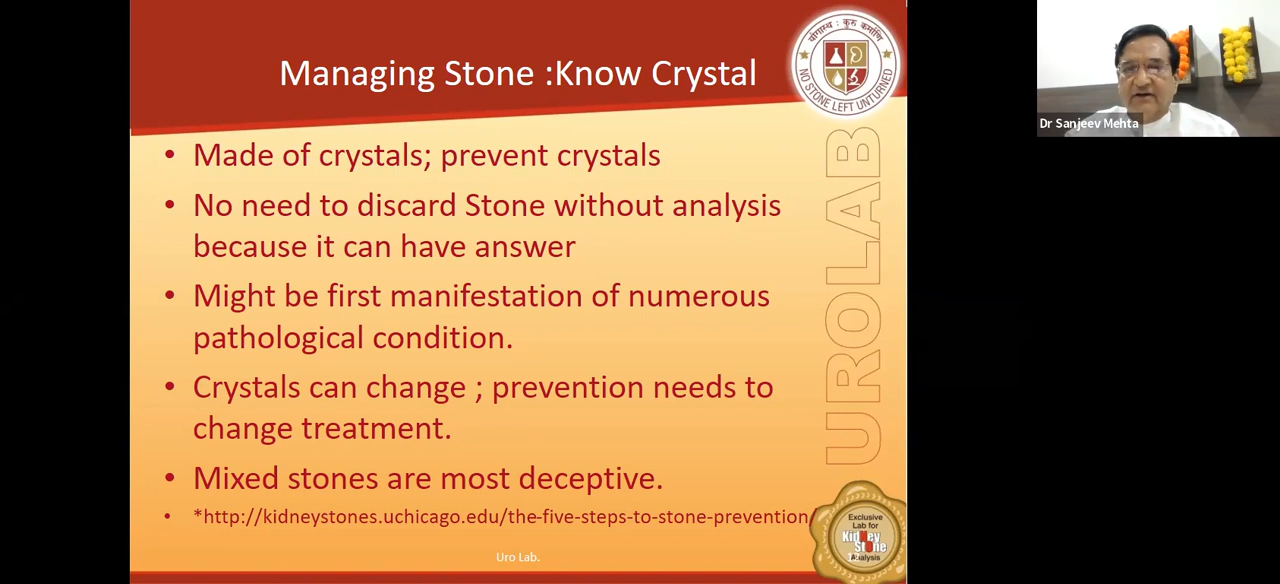 Managing Stone :Know Crystal
योगास्थ : कुरु कर्माणि
NO STONE LEFT UNTURNED
Dr Sanjeev Mehta
• Made of crystals; prevent crystals
• No need to discard Stone without analysis
because it can have answer
• Might be first manifestation of numerous
pathological condition.
• Crystals can change ; prevention needs to
change treatment.
• Mixed stones are most deceptive.
• *http://kidneystones.uchicago.edu/the-five-steps-to-stone-prevention/
UROLAB
Exclusive
Lab for
KidNey
StOne
Analysis
Uro Lab.